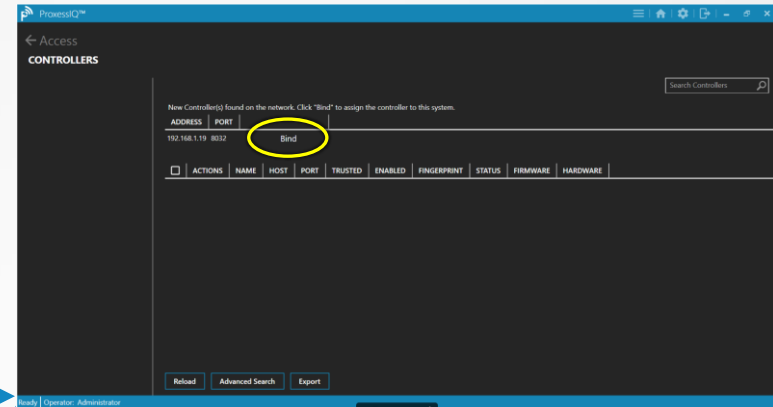 ProxessIQ™
Access
CONTROLLERS
Search Controllers
New Controller(s) found on the network. Click "Bind" to assign the controller to this system.
ADDRESS PORT
192.168.1.19 8032 Bind
ACTIONS NAME HOST PORT TRUSTED ENABLED FINGERPRINT STATUS FIRMWARE HARDWARE
Reload Advanced Search Export
Ready Operator: Administrator